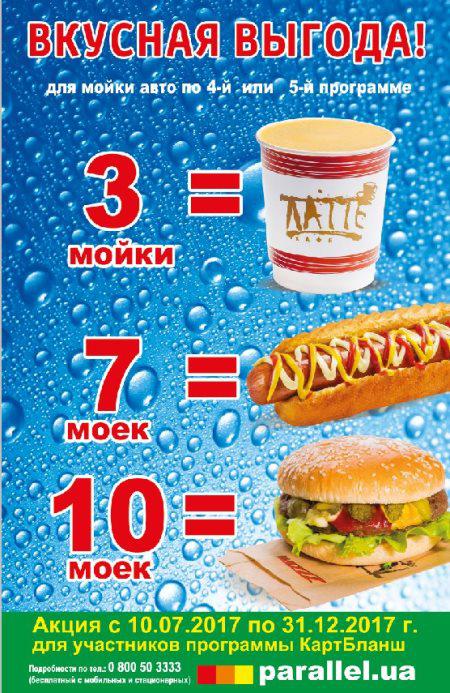 ВКУСНАЯ ВЫГОДА!
для мойки авто по 4-й или 5-й программе
3 =
мойки
ЛАТТЕ
КАФЕ
7 =
моек
10 =
моек
Акция с 10.07.2017 по 31.12.2017 г.
для участников программы КартБланш
Подробности по тел.: 0 800 50 3333
(бесплатный с мобильных и стационарных)
parallel.ua